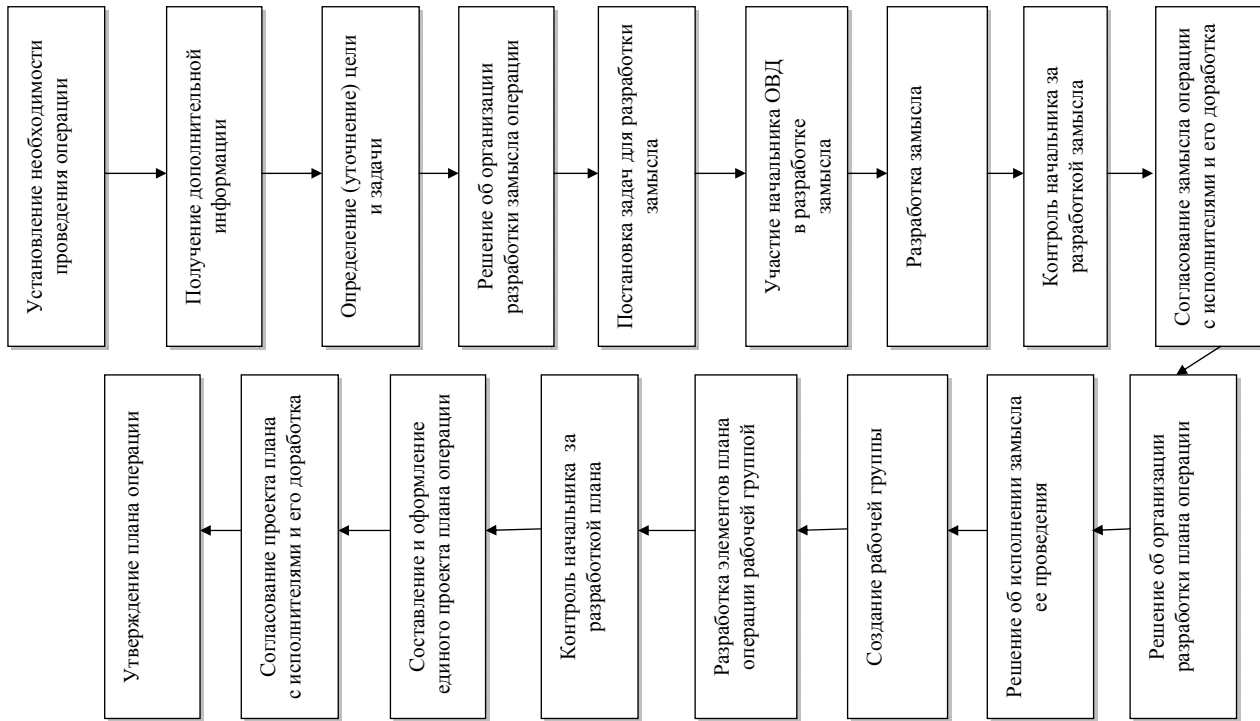 Установление необходимости
проведения операции
Получение дополнительной
информации
Определение (уточнение) цели
и задачи
Решение об организации
разработки замысла операции
Постановка задач для разработки
замысла
Участие начальника ОВД
в разработке
замысла
Разработка замысла
Контроль начальника за
разработкой замысла
Согласование замысла операции
с исполнителями и его доработка
Решение об организации
разработки плана операции
Решение об исполнении замысла
ее проведения
Создание рабочей группы
Разработка элементов плана
операции рабочей группой
Контроль начальника за
разработкой плана
Составление и оформление
единого проекта плана операции
Согласование проекта плана
с исполнителями и его доработка
Утверждение плана операции